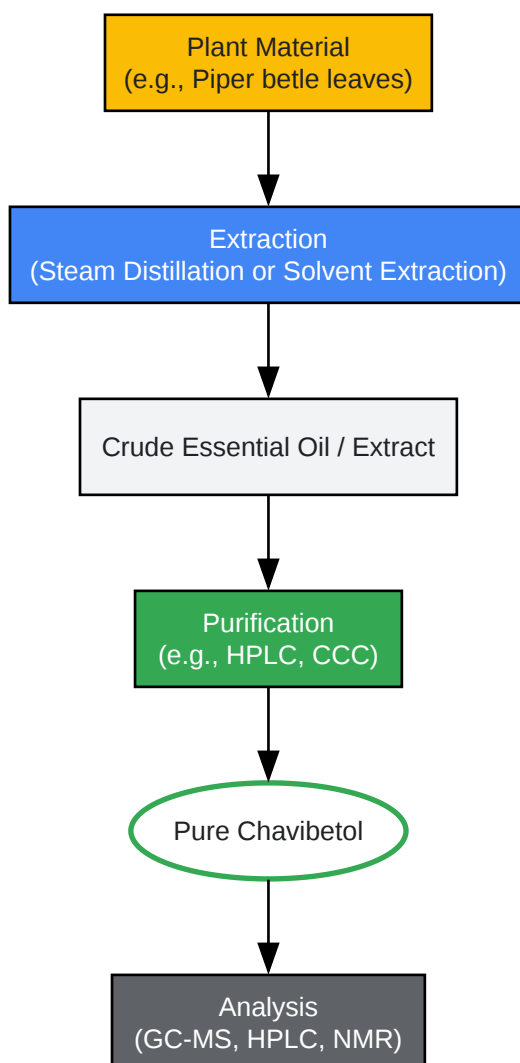 Plant Material
(e.g., Piper betle leaves)
Extraction
(Steam Distillation or Solvent Extraction)
Crude Essential Oil / Extract
Purification
(e.g., HPLC, CCC)
Pure Chavibetol
Analysis
(GC-MS, HPLC, NMR)